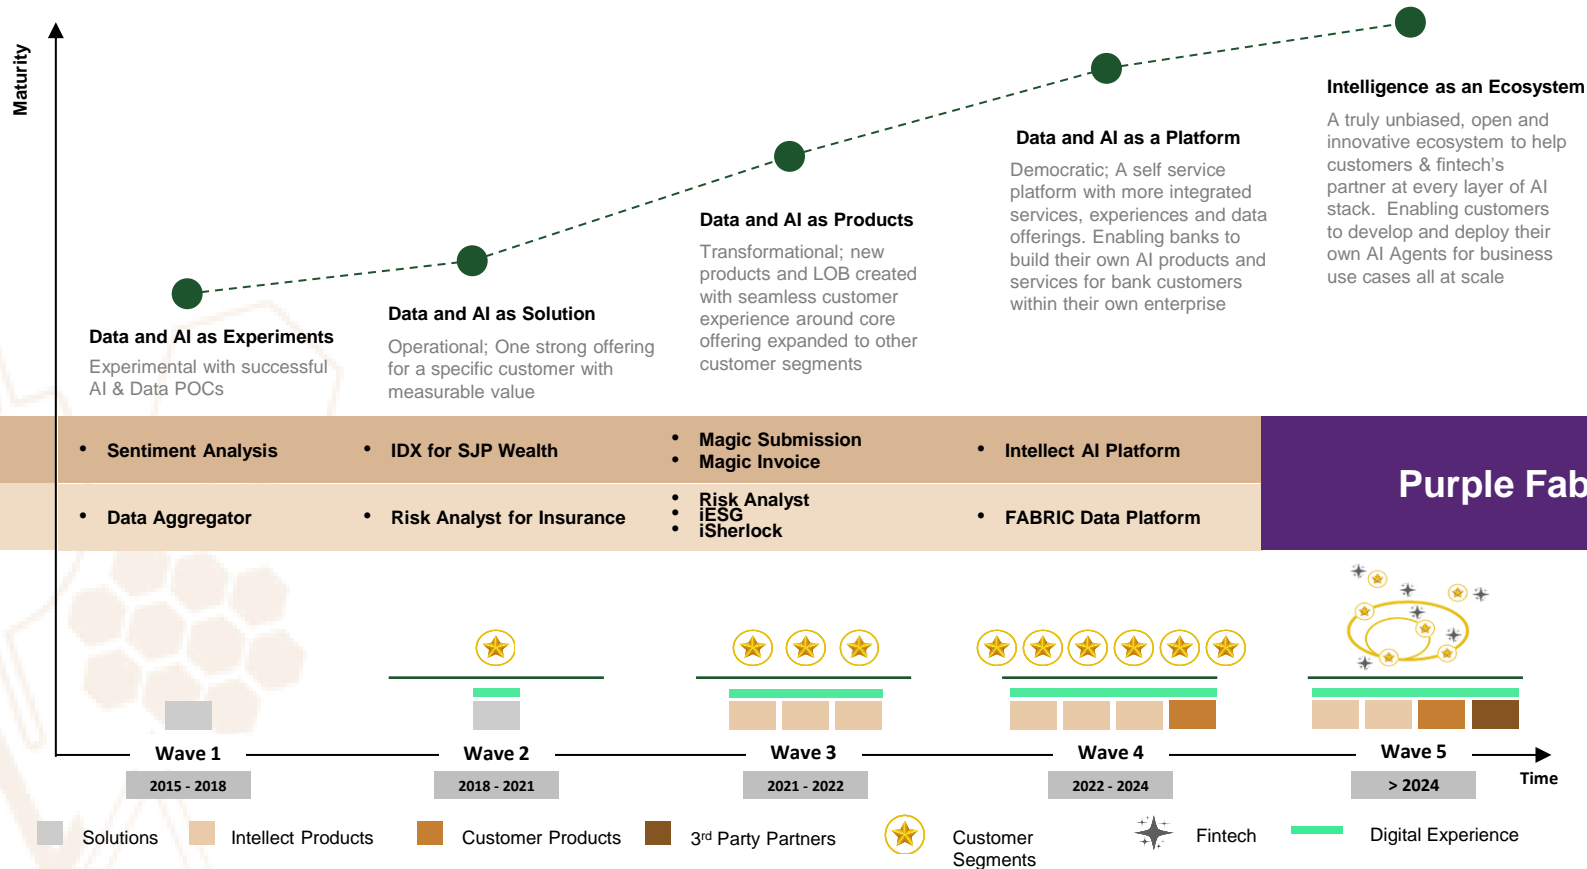 Maturity
Data and AI as Experiments
Experimental with successful
AI & Data POCs
Data and AI as Solution
Operational; One strong offering
for a specific customer with
measurable value
Data and AI as Products
Transformational; new
products and LOB created
with seamless customer
experience around core
offering expanded to other
customer segments
Data and AI as a Platform
Democratic; A self service
platform with more integrated
services, experiences and data
offerings. Enabling banks to
build their own AI products and
services for bank customers
within their own enterprise
Intelligence as an Ecosystem
A truly unbiased, open and
innovative ecosystem to help
customers & fintech's
partner at every layer of AI
stack.  Enabling customers
to develop and deploy their
own AI Agents for business
use cases all at scale
• Sentiment Analysis
• IDX for SJP Wealth
• Magic Submission
• Magic Invoice
• Intellect AI Platform
• Data Aggregator
• Risk Analyst for Insurance
• Risk Analyst
• iESG
• iSherlock
• FABRIC Data Platform
Purple Fab
Wave 1
Wave 2
Wave 3
Wave 4
Wave 5
Time
2015 - 2018
2018 - 2021
2021 - 2022
2022 - 2024
> 2024
Solutions
Intellect Products
Customer Products
3rd Party Partners
Customer
Segments
Fintech
Digital Experience